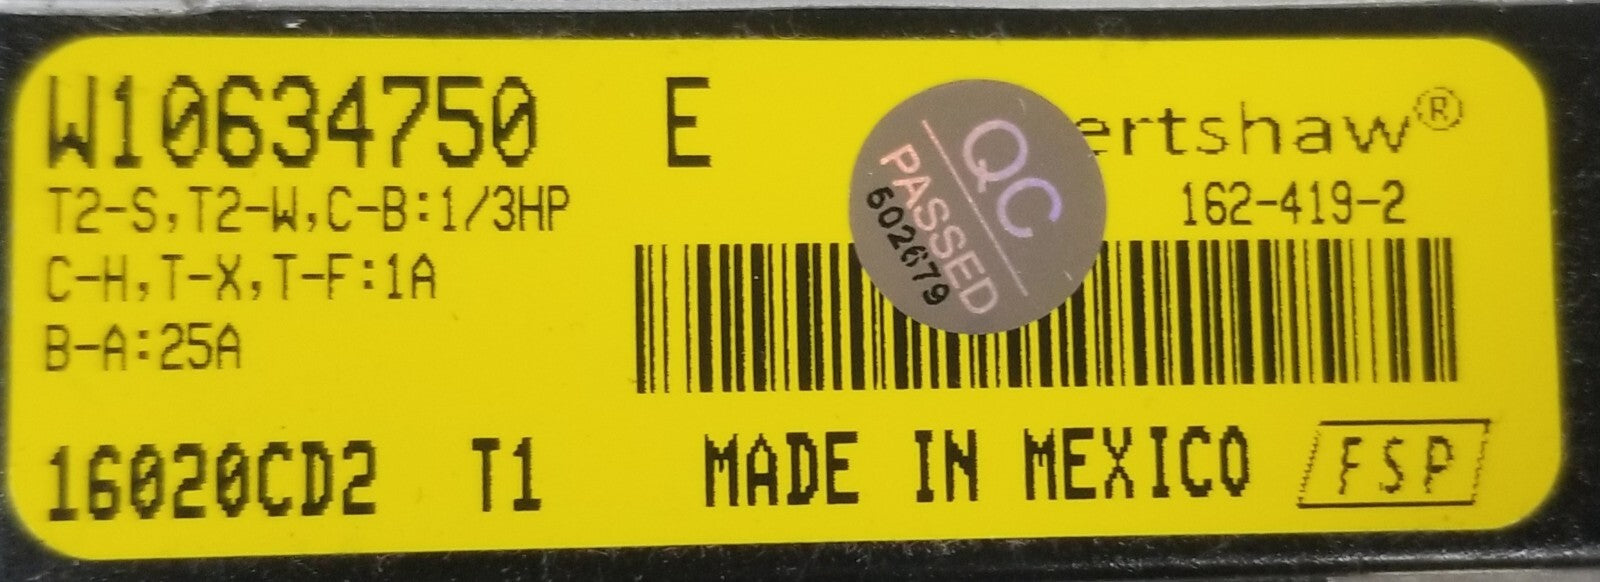 W10634750 E
ertshaw®
T2-S,T2-W,C-B:1/3HP
162-419-2
C-H,T-X,T-F:1A
B-A:25A
QC
PASSED
602679
16020CD2 T1 MADE IN MEXICO FSP